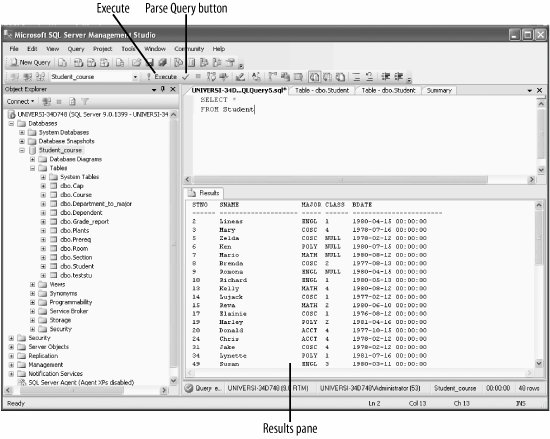 Execute Parse Query button
Microsoft SQL Server Management Studio
File Edit View Query Project Tools Window Community Help
New Query
Student_course Execute
Object Explorer
UNIVERSI-34D...QLQuery5.sql* Table - dbo.Student Table - dbo.Student Summary
Connect
SELECT *
FROM Student
UNIVERSI-34D748 (SQL Server 9.0.1399 - UNIVERSI-34
Databases
System Databases
Database Snapshots
Student_course
Database Diagrams
Tables
System Tables
dbo.Cap
dbo.Course
dbo.Department_to_major
dbo.Dependent
dbo.Grade_report
dbo.Plants
dbo.Prereq
dbo.Room
dbo.Section
dbo.Student
dbo.teststu
Views
Synonyms
Programmability
Service Broker
Storage
Security
Security
Server Objects
Replication
Management
Notification Services
SQL Server Agent (Agent XPs disabled)
Results
STNO SNAME MAJOR CLASS BDATE
2 Lineas ENGL 1 1980-04-15 00:00:00
3 Mary COSC 4 1978-07-16 00:00:00
5 Zelda COSC NULL 1978-02-12 00:00:00
6 Ken POLY NULL 1980-07-15 00:00:00
7 Mario MATH NULL 1980-08-12 00:00:00
8 Brenda COSC 2 1977-08-13 00:00:00
9 Romona ENGL NULL 1980-04-15 00:00:00
10 Richard ENGL 1 1980-05-13 00:00:00
13 Kelly MATH 4 1980-08-12 00:00:00
14 Lujack COSC 1 1977-02-12 00:00:00
15 Reva MATH 2 1980-06-10 00:00:00
17 Elainie COSC 1 1976-08-12 00:00:00
19 Harley POLY 2 1981-04-16 00:00:00
20 Donald ACCT 4 1977-10-15 00:00:00
24 Chris ACCT 4 1978-02-12 00:00:00
31 Jake COSC 4 1978-02-12 00:00:00
34 Lynette POLY 1 1981-07-16 00:00:00
49 Susan ENGL 3 1980-03-11 00:00:00
Query e... UNIVERSI-34D748 (9.0 RTM) UNIVERSI-34D748\Administrator (53) Student_course 00:00:00 48 rows
Ready Ln 2 Col 13 Ch 13 INS
Results pane